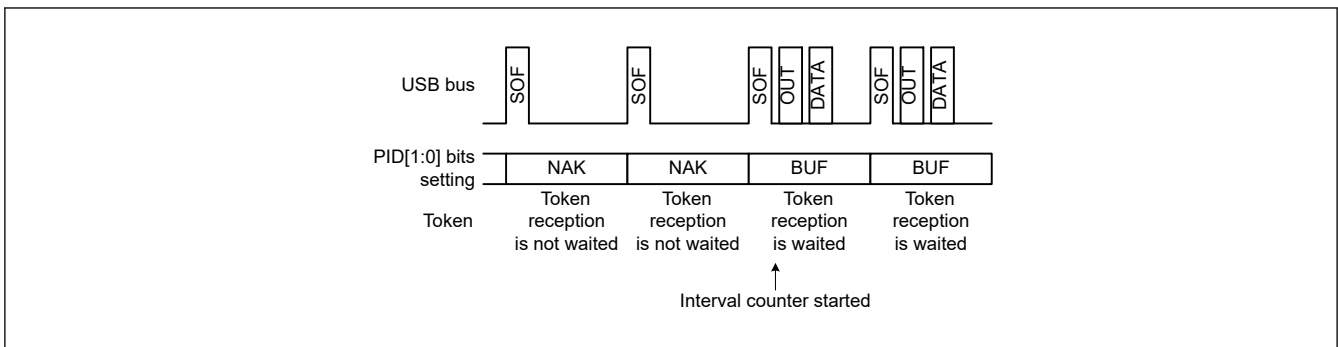 USB bus
SOF
SOF
SOF
OUT
DATA
SOF
OUT
DATA
PID[1:0] bits
setting
NAK
NAK
BUF
BUF
Token
Token
reception
is not waited
Token
reception
is not waited
Token
reception
is waited
Token
reception
is waited
Interval counter started